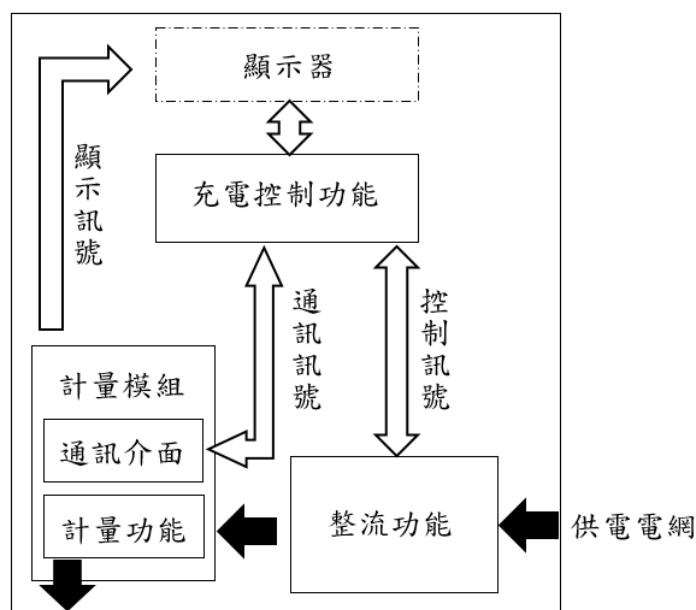 顯示器
充電控制功能
顯示訊號
通訊訊號
控制訊號
計量模組
通訊介面
計量功能
整流功能
供電電網